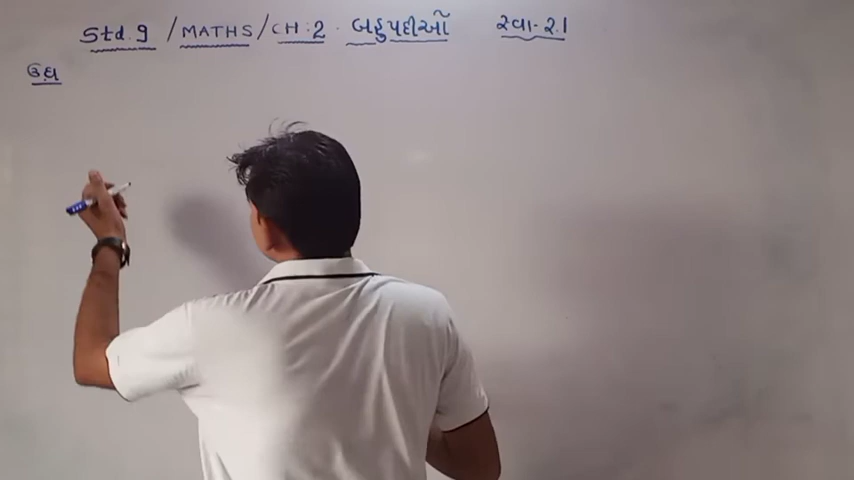 Std. 9 / MATHS / CH: 2. બહુપદીઓ સ્વા-2.1
ઉદા